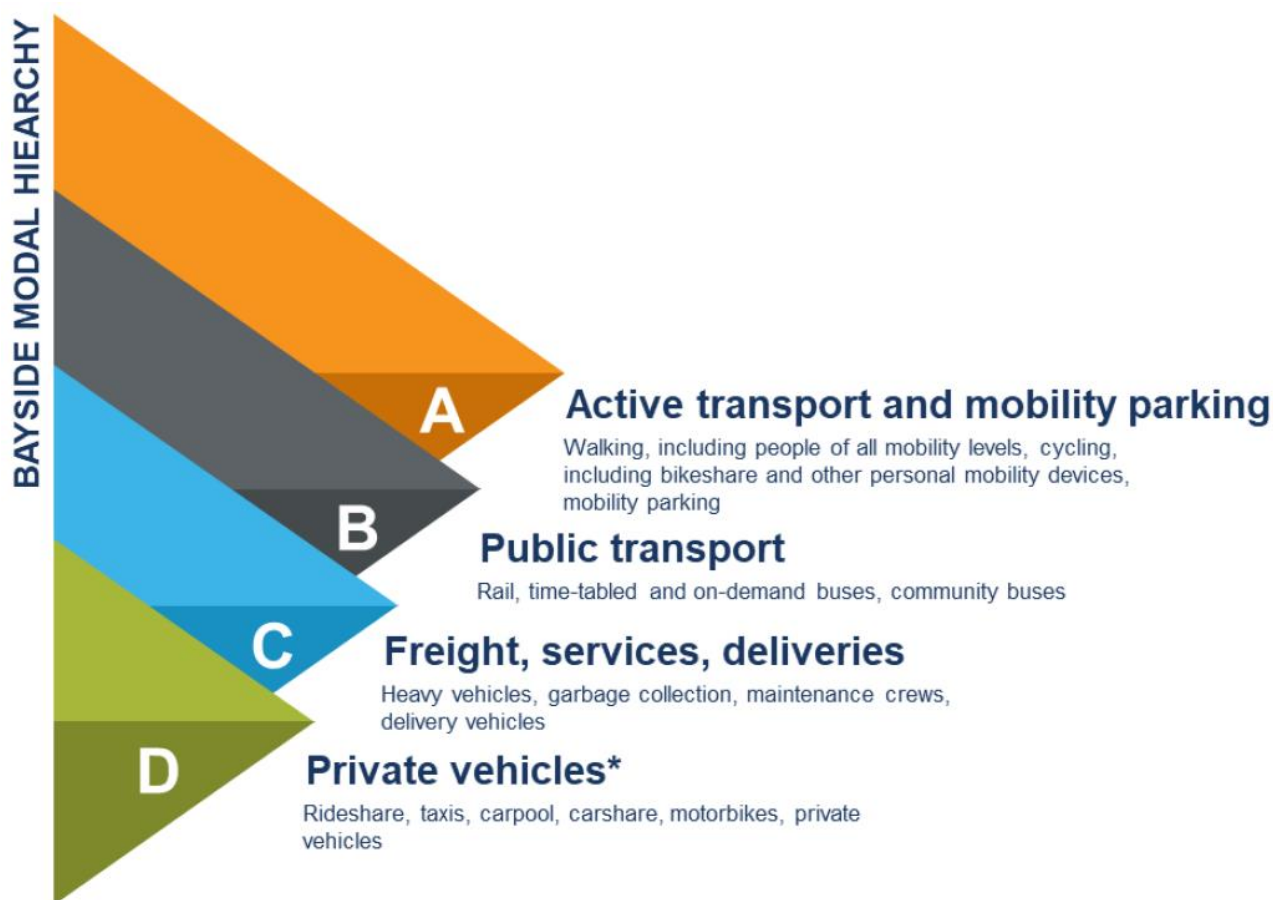 BAYSIDE MODAL HIEARCHY
A
Active transport and mobility parking
Walking, including people of all mobility levels, cycling,
including bikeshare and other personal mobility devices,
mobility parking
B
Public transport
Rail, time-tabled and on-demand buses, community buses
C
Freight, services, deliveries
Heavy vehicles, garbage collection, maintenance crews,
delivery vehicles
D
Private vehicles*
Rideshare, taxis, carpool, carshare, motorbikes, private
vehicles